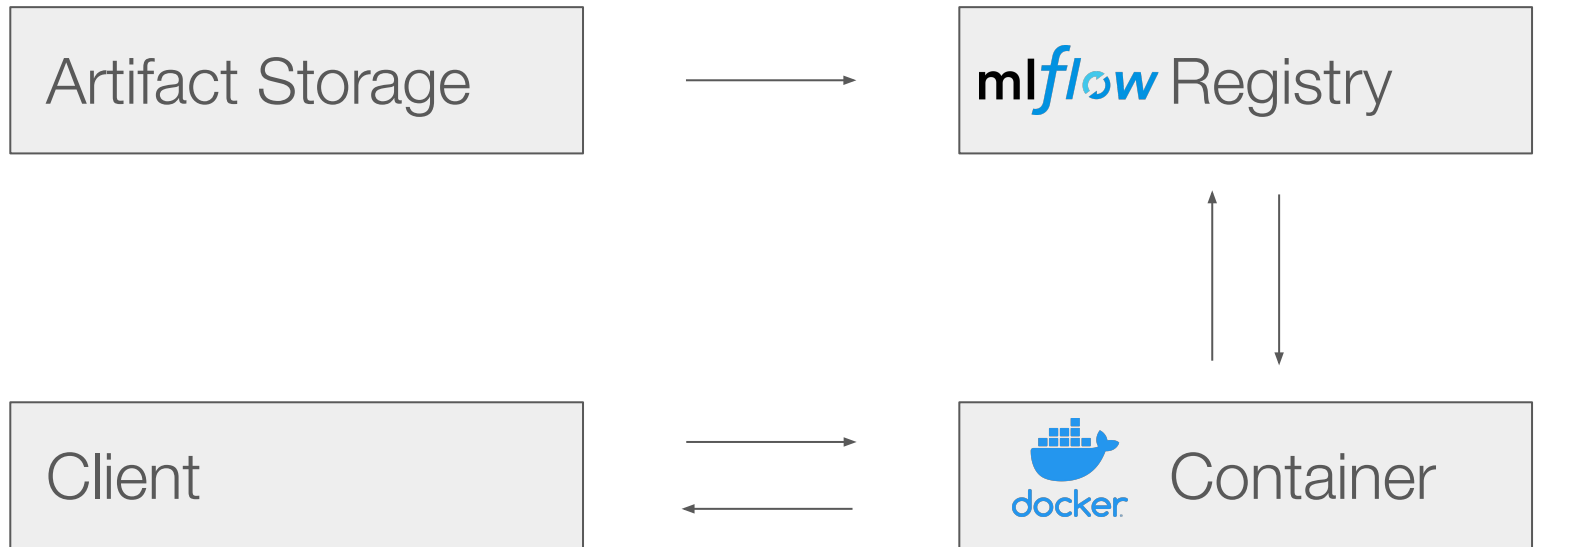 Artifact Storage
mlflow Registry
Client
docker Container